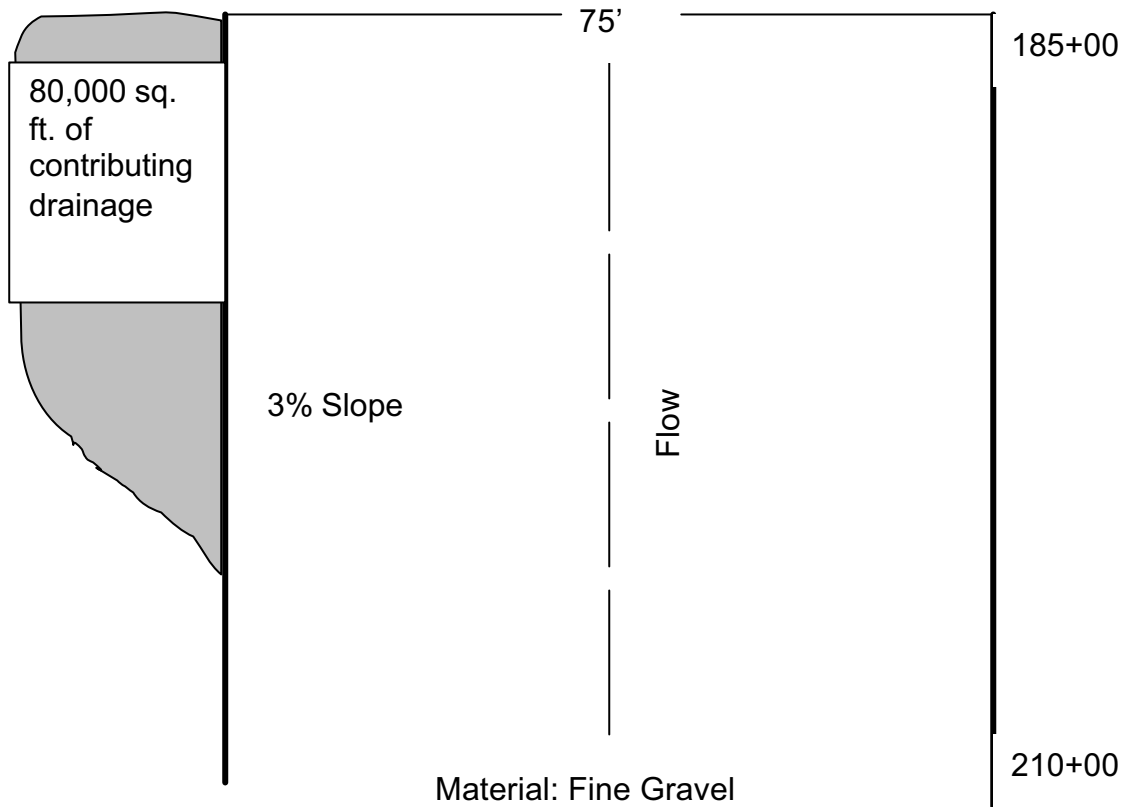 75’
185+00
80,000 sq.
ft. of
contributing
drainage
3% Slope
Flow
210+00
Material: Fine Gravel